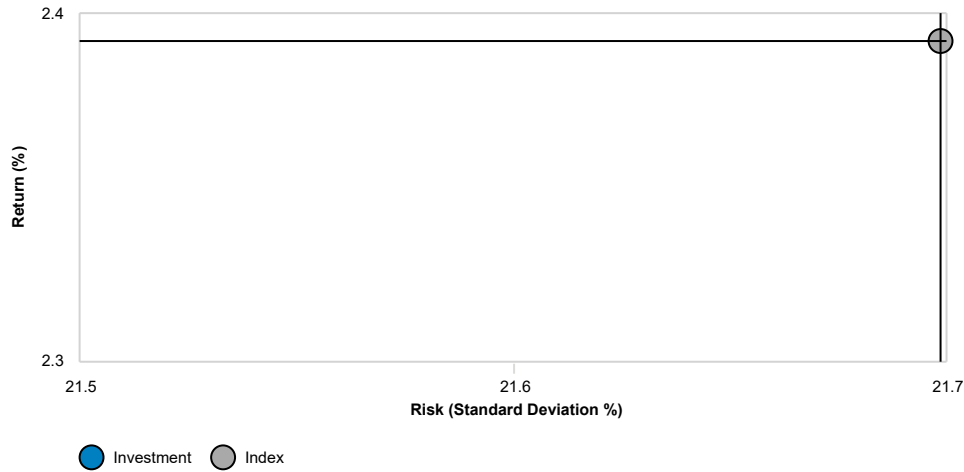 2.4
Return (%)
2.3
21.5 21.6 21.7
Risk (Standard Deviation %)
Investment Index